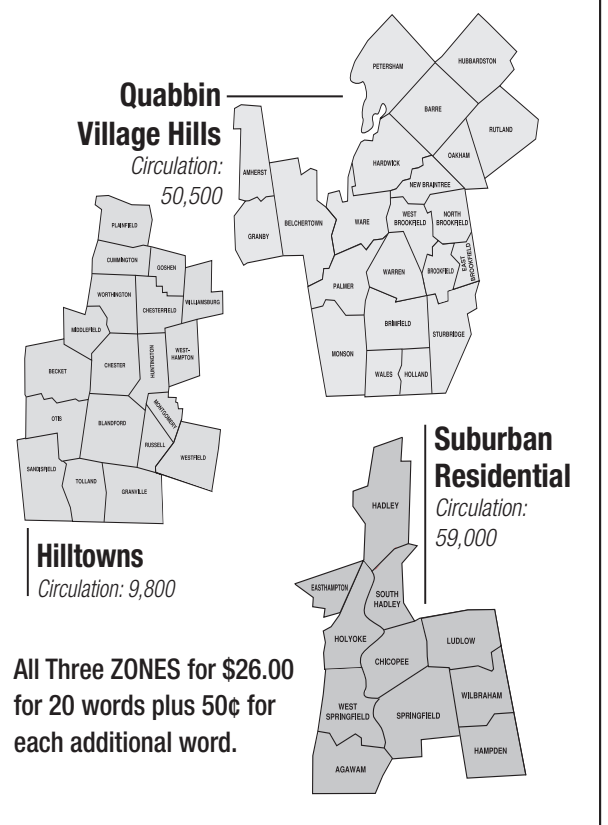 Quabbin
Village Hills
Circulation:
50,500
PETERSHAM
HUBBARDSTON
BARRE
RUTLAND
HARDWICK
OAKHAM
NEW BRAINTREE
AMHERST
GRANBY
BELCHERTOWN
WARE
WEST
BROOKFIELD
NORTH
BROOKFIELD
EAST
BROOKFIELD
BROOKFIELD
WARREN
PALMER
BRIMFIELD
STURBRIDGE
MONSON
WALES
HOLLAND
PLAINFIELD
CUMMINGTON
GOSHEN
WORTHINGTON
CHESTERFIELD
WILLIAMSBURG
MIDDLEFIELD
CHESTER
HUNTINGTON
WEST-
HAMPTON
BECKET
OTIS
BLANDFORD
MONTGOMERY
RUSSELL
WESTFIELD
SANDISFIELD
TOLLAND
GRANVILLE
Hilltowns
Circulation: 9,800
Suburban
Residential
Circulation:
59,000
HADLEY
EASTHAMPTON
SOUTH
HADLEY
HOLYOKE
CHICOPEE
LUDLOW
WEST
SPRINGFIELD
SPRINGFIELD
WILBRAHAM
HAMPDEN
AGAWAM
All Three ZONES for $26.00
for 20 words plus 50¢ for
each additional word.